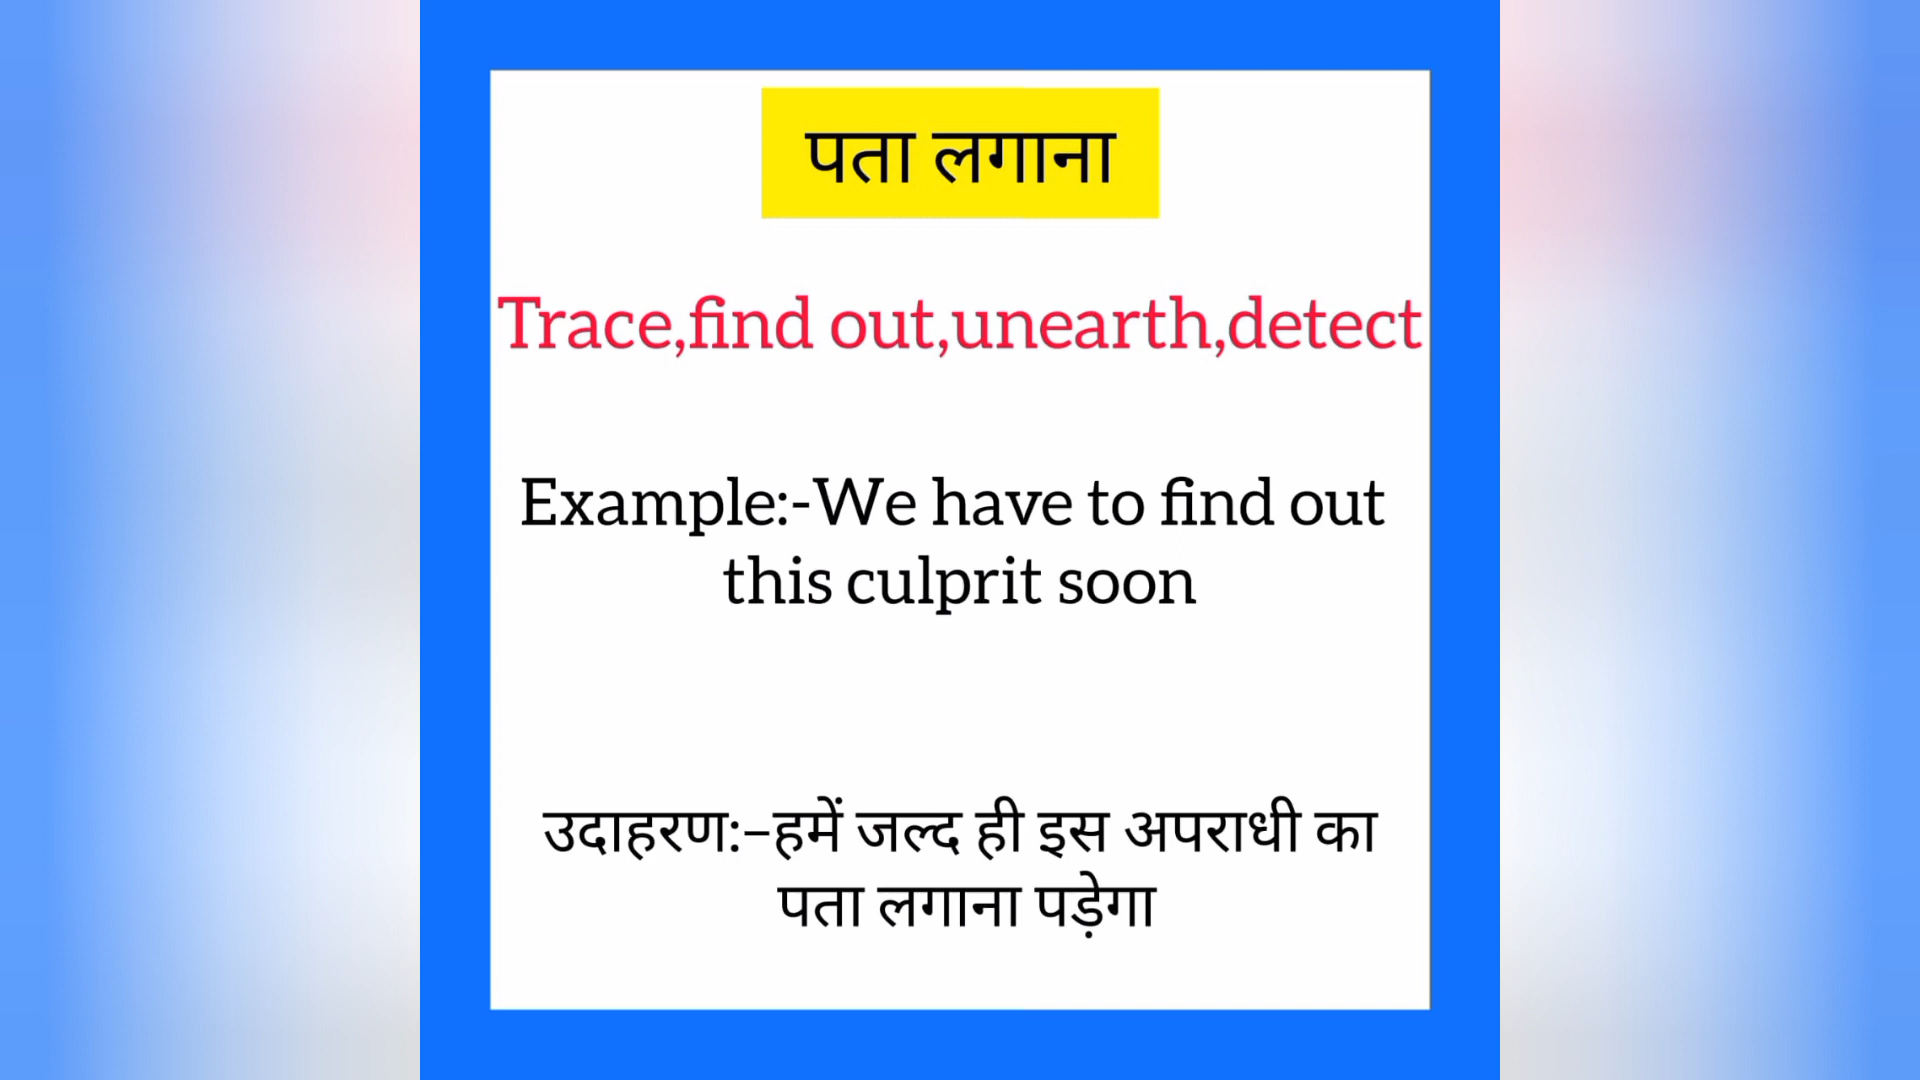 पता लगाना
Trace,find out,unearth,detect
Example:-We have to find out
this culprit soon
उदाहरण:–हमें जल्द ही इस अपराधी का
पता लगाना पड़ेगा